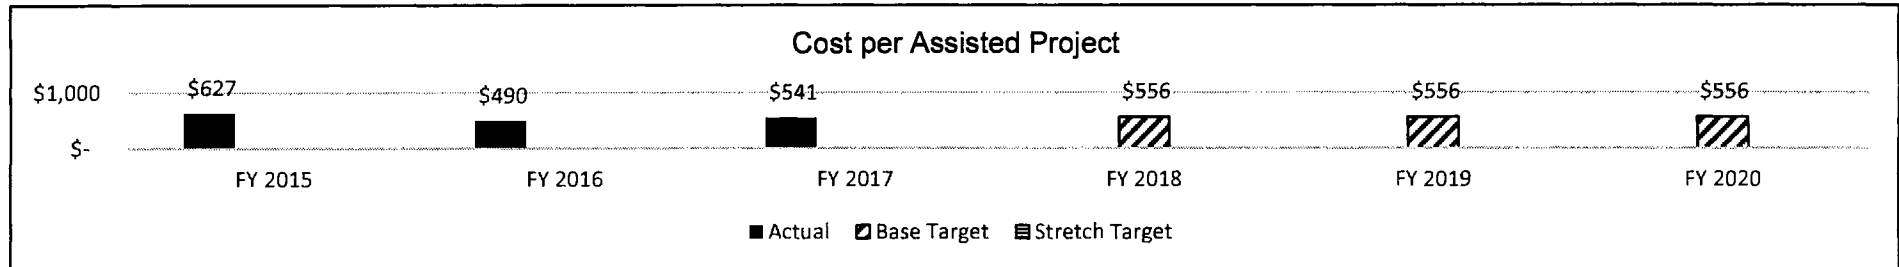 Cost per Assisted Project
$1,000
$627
$490
$541
$556
$556
$556
$-
FY 2015
FY 2016
FY 2017
FY 2018
FY 2019
FY 2020
Actual
Base Target
Stretch Target